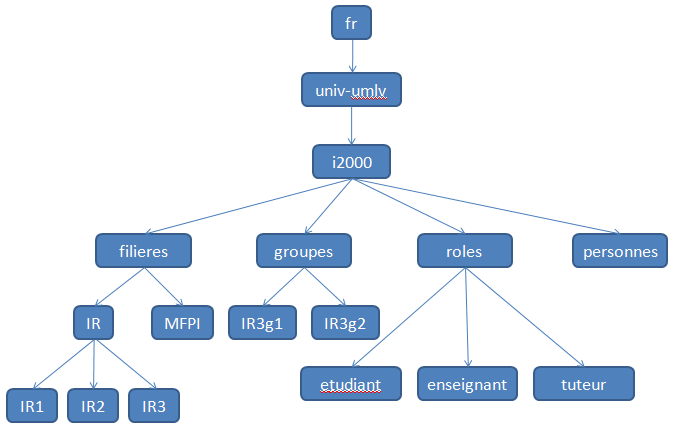 fr
univ-umlv
i2000
filieres
groupes
roles
personnes
IR
MFPI
IR3g1
IR3g2
etudiant
enseignant
tuteur
IR1
IR2
IR3